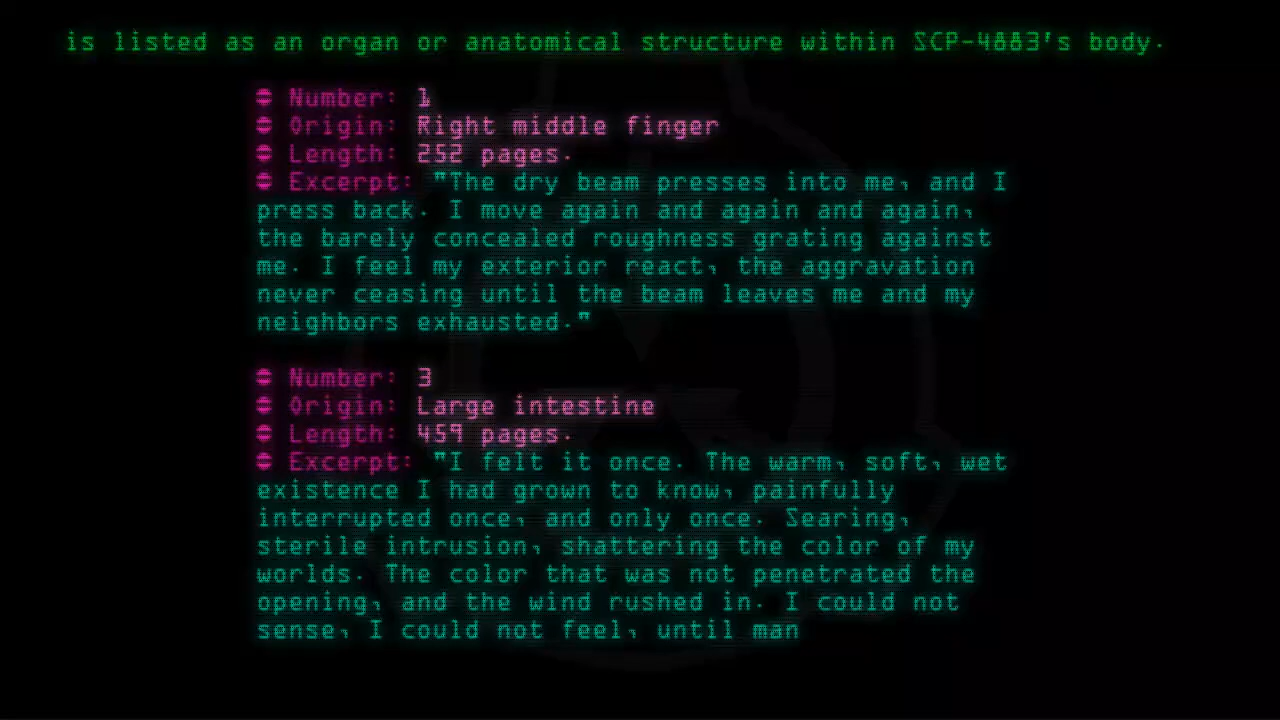 is listed as an organ or anatomical structure within SCP-4883's body.
Number: 1
Origin: Right middle finger
Length: 252 pages.
Excerpt: "The dry beam presses into me, and I
press back. I move again and again and again,
the barely concealed roughness grating against
me. I feel my exterior react, the aggravation
never ceasing until the beam leaves me and my
neighbors exhausted."
Number: 3
Origin: Large intestine
Length: 459 pages.
Excerpt: "I felt it once. The warm, soft, wet
existence I had grown to know, painfully
interrupted once, and only once. Searing,
sterile intrusion, shattering the color of my
worlds. The color that was not penetrated the
opening, and the wind rushed in. I could not
sense, I could not feel, until man